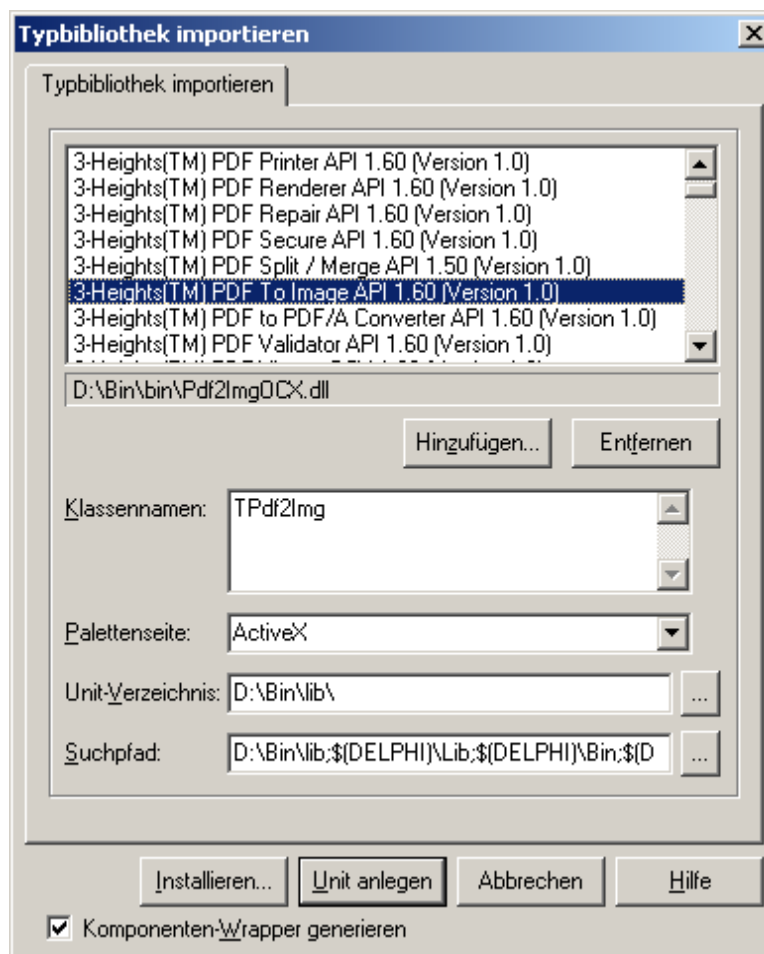 Typbibliothek importieren
Typbibliothek importieren
3-Heights(TM) PDF Printer API 1.60 (Version 1.0)
3-Heights(TM) PDF Renderer API 1.60 (Version 1.0)
3-Heights(TM) PDF Repair API 1.60 (Version 1.0)
3-Heights(TM) PDF Secure API 1.60 (Version 1.0)
3-Heights(TM) PDF Split / Merge API 1.50 (Version 1.0)
3-Heights(TM) PDF To Image API 1.60 (Version 1.0)
3-Heights(TM) PDF to PDF/A Converter API 1.60 (Version 1.0)
3-Heights(TM) PDF Validator API 1.60 (Version 1.0)
D:\Bin\bin\Pdf2ImgOCX.dll
Hinzufügen... Entfernen
Klassennamen: TPdf2Img
Palettenseite: ActiveX
Unit-Verzeichnis: D:\Bin\lib\ ...
Suchpfad: D:\Bin\lib;$(DELPHI)\Lib;$(DELPHI)\Bin;$(D ...
Installieren... Unit anlegen Abbrechen Hilfe
Komponenten-Wrapper generieren